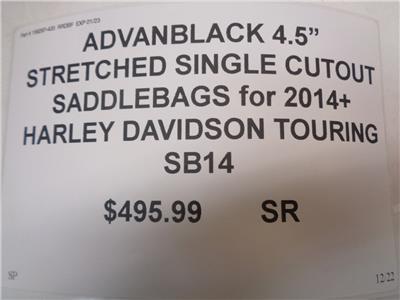 ADVANBLACK 4.5”
STRETCHED SINGLE CUTOUT
SADDLEBAGS for 2014+
HARLEY DAVIDSON TOURING
SB14
$495.99 SR
SP 12/22